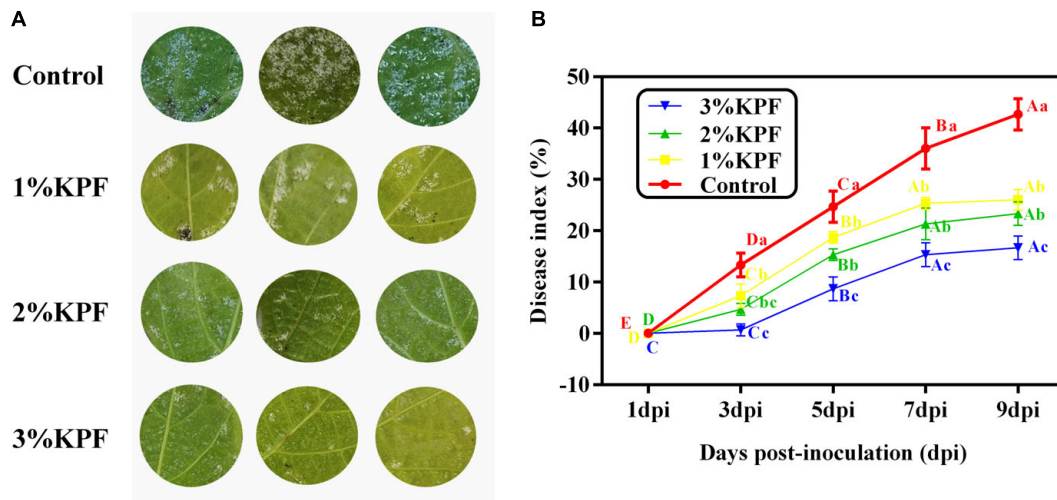 A
Control
1%KPF
2%KPF
3%KPF
B
Disease index (%)
50
40
30
20
10
0
-10
3%KPF
2%KPF
1%KPF
Control
E
D
D
C
Da
Cb
Cbc
Cc
Ca
Bb
Bb
Bc
Ba
Ab
Ab
Ac
Aa
Ab
Ab
Ac
1dpi 3dpi 5dpi 7dpi 9dpi
Days post-inoculation (dpi)